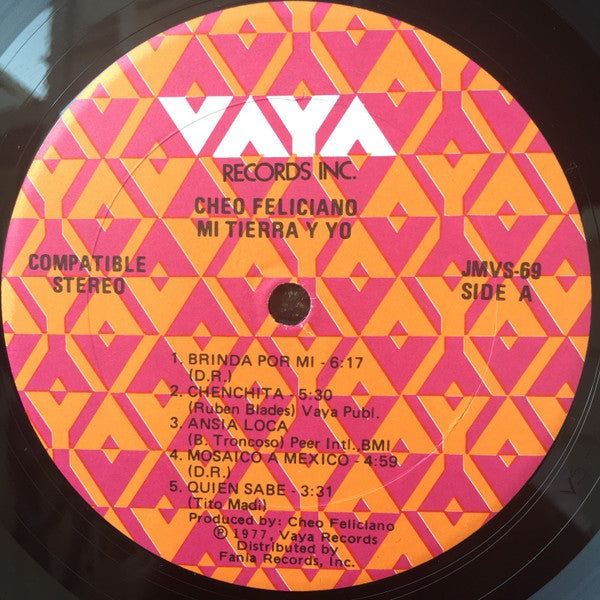 VAYA
RECORDS INC.
CHEO FELICIANO
MI TIERRA Y YO
COMPATIBLE
STEREO
JMVS-69
SIDE A
1. BRINDA POR MI - 6:17
(D.R.)
2. CHENCHITA - 5:30
(Ruben Blades) Vaya Publ.
3. ANSIA LOCA
(B. Troncoso) Peer Intl., BMI
4. MOSAICO A MEXICO - 4:59
(D.R.)
5. QUIEN SABE - 3:31
(Tito Madi)
Produced by: Cheo Feliciano
℗ 1977, Vaya Records
Distributed by
Fania Records, Inc.